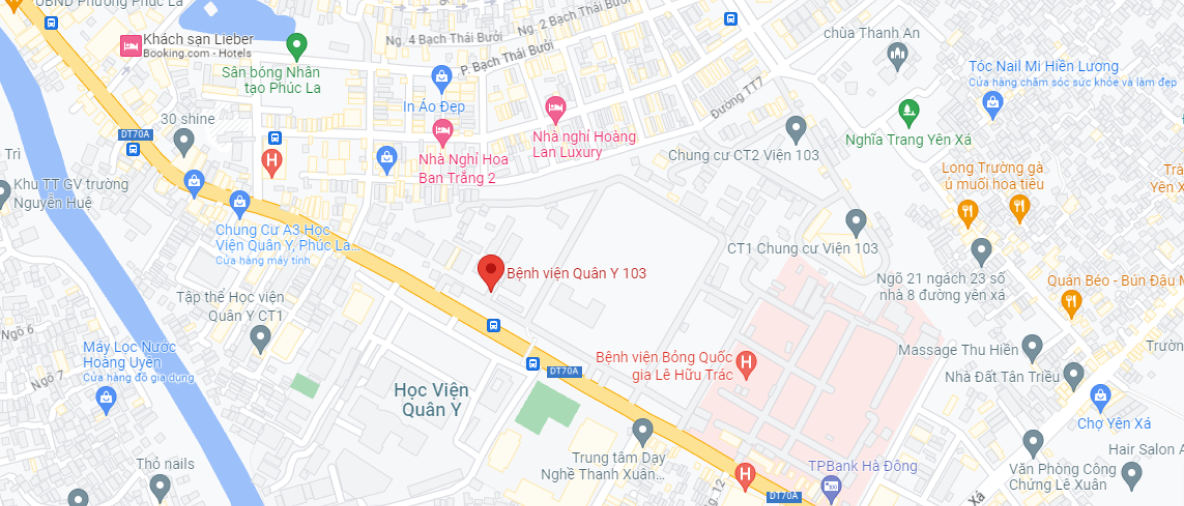 UBND Phường Phúc La
Khách sạn Lieber
Booking.com - Hotels
Sân bóng Nhân
tạo Phúc La
Ng. 4 Bạch Thái Bưởi
Ng. 2 Bạch Thái Bưởi
P. Bạch Thái Bưởi
In Áo Đẹp
chùa Thanh An
Tóc Nail Mi Hiền Lương
Cửa hàng chăm sóc sức khỏe và làm đẹp
Đường TT7
30 shine
DT70A
Nhà nghỉ Hoàng
Lan Luxury
Nghĩa Trang Yên Xá
Nhà Nghỉ Hoa
Ban Trắng 2
Chung cư CT2 Viện 103
Trì
Khu TT GV trường
Nguyễn Huệ
Long Trường gà
ủ muối hoa tiêu
Yên X
Chung Cư A3 Học
Viện Quân Y, Phúc La...
Cửa hàng máy tính
CT1 Chung cư Viện 103
Bệnh viện Quân Y 103
Ngõ 21 ngách 23 số
nhà 8 đường yên xá
Quán Béo - Bún Đậu M
Tập thể Học viện
Quân Y CT1
Ngõ 6
Máy Lọc Nước
Hoàng Uyên
Cửa hàng đồ gia dụng
Ngõ 7
Bệnh viện Bỏng Quốc
gia Lê Hữu Trác
Massage Thu Hiền
Trườn
DT70A
Nhà Đất Tân Triều
Học Viện
Quân Y
Chợ Yên Xá
Trung tâm Dạy
Nghề Thanh Xuân...
Hair Salon A
Thỏ nails
TPBank Hà Đông
Văn Phòng Công
Chứng Lê Xuân
Ng. 12
DT70A
Xá